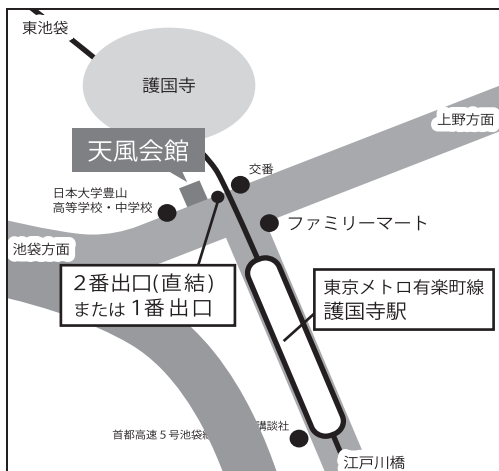 東池袋
護国寺
上野方面
天風会館
交番
日本大学豊山
高等学校・中学校
ファミリーマート
池袋方面
2番出口(直結)
または1番出口
東京メトロ有楽町線
護国寺駅
首都高速5号池袋
講談社
江戸川橋